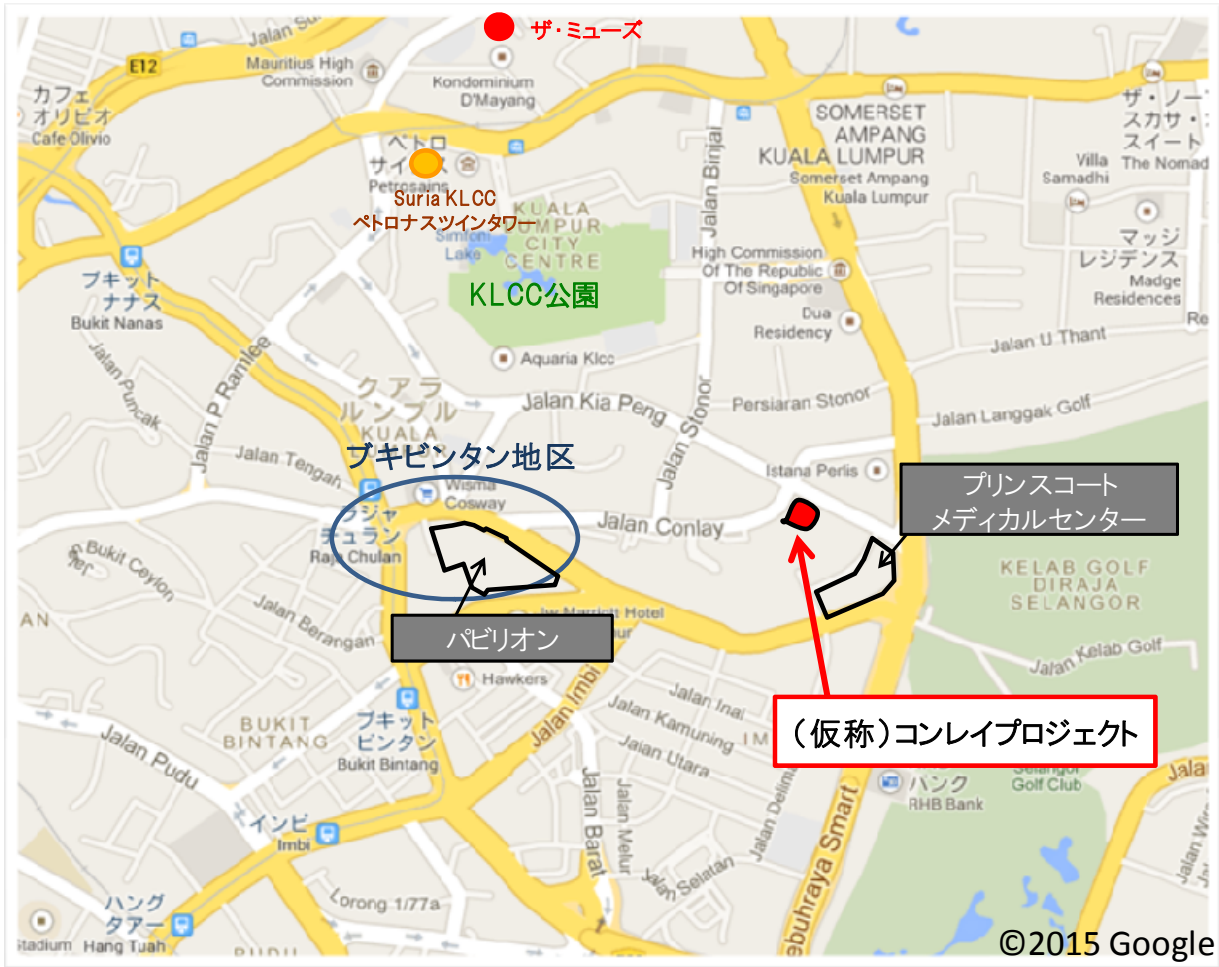 ザ・ミューズ
Jalan Su
E12
Mauritius High
Commission
Kondominium
D'Mayang
カフェ
オリビオ
Cafe Olivio
SOMERSET
AMPANG
KUALA LUMPUR
Somerset Ampang
Kuala Lumpur
ザ・ノー
スカサ・
スイート
The Nomad
Villa
Samadhi
ペトロ
サイ
Petrosains
Suria KLCC
ペトロナスツインタワー
Simfoni
Lake
KUALA
LUMPUR
CITY
CENTRE
KLCC公園
Jalan Binjai
マッジ
レジデンス
Madge
Residences
Re
High Commission
Of The Republic
Of Singapore
Dua
Residency
ブキット
ナナス
Bukit Nanas
Aquaria Klcc
Jalan U Thant
Jalan Puncak
Jalan P Ramlee
クアラ
ルンプル
KUALA
Jalan Kia Peng
Persiaran Stonor
Jalan Langgak Golf
Jalan Stonor
Jalan Tengah
ブキビンタン地区
Istana Perlis
プリンスコート
メディカルセンター
Wisma
Cosway
ラジャ
チュラン
Raja Chulan
Jalan Conlay
Jalan Bukit Ceylon
KELAB GOLF
DIRAJA
SELANGOR
Jalan Berangan
AN
Jw Marriott Hotel
パビリオン
Jalan Kelab Golf
Hawkers
Jalan Imbi
Jalan Inai
Jalan Kamuning
Jalan Utara
（仮称）コンレイプロジェクト
BUKIT
BINTANG
ブキット
ビンタン
Bukit Bintang
Jalan Pudu
Jalan Barat
Jalan Melur
Jalan Delima
Jalan Selatan
バンク
RHB Bank
Selangor
Golf Club
Jala
インビ
Imbi
Lorong 1/77a
ebuhraya Smart
ハング
タアー
Hang Tuah
Stadium
PUDU
©2015 Google